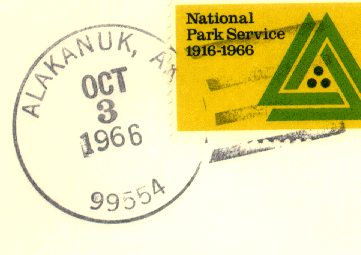 ALAKANUK, AK
OCT
3
1966
99554
National
Park Service
1916-1966